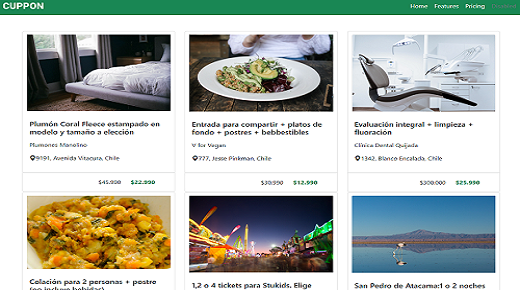 CUPPON
Home Features Pricing
Plumón Coral Fleece estampado en
modelo y tamaño a elección
Plumones Manolino
9191, Avenida Vitacura, Chile
$45.990 $22.990
Entrada para compartir + platos de
fondo + postres + bebbestibles
V for Vegan
777, Jesse Pinkman, Chile
$30.990 $12.990
Evaluación integral + limpieza +
fluoración
Clínica Dental Quijada
1342, Blanco Encalada, Chile
$300.000 $25.990
Colación para 2 personas + postre
(no incluye bebidas)
1,2 o 4 tickets para Stukids. Elige
San Pedro de Atacama:1 o 2 noches